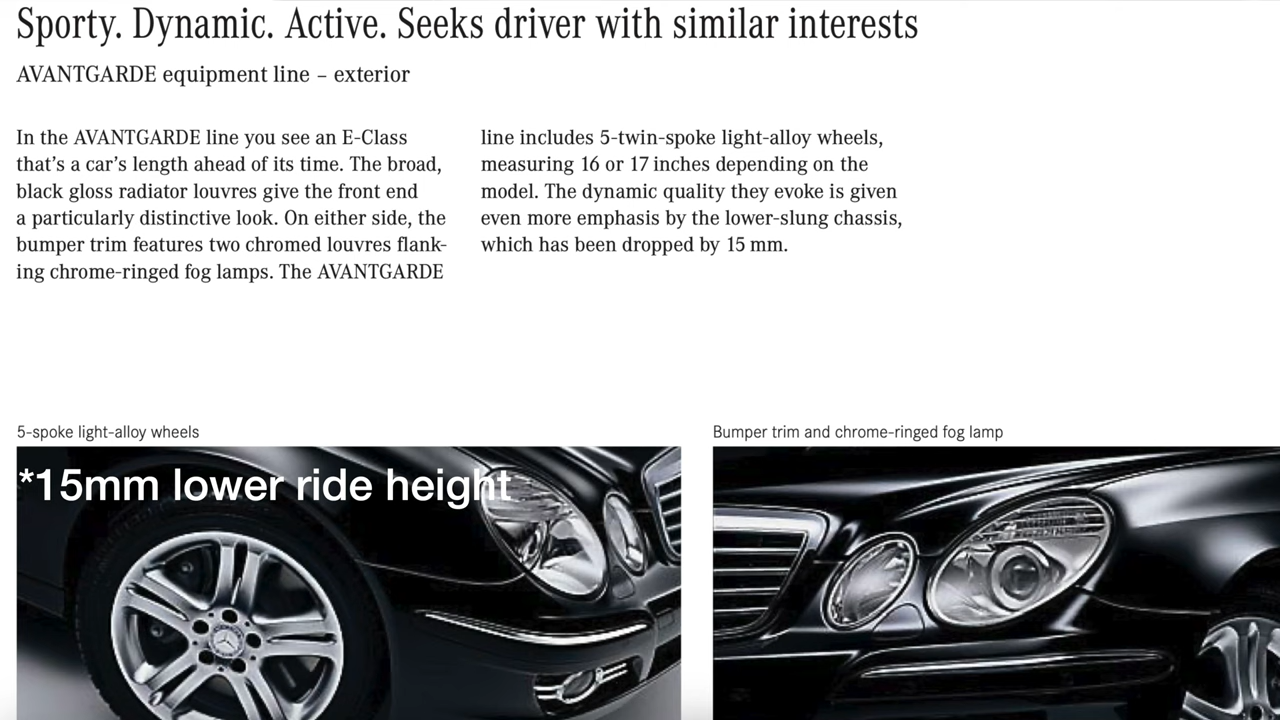 Sporty. Dynamic. Active. Seeks driver with similar interests
AVANTGARDE equipment line – exterior
In the AVANTGARDE line you see an E-Class
that's a car's length ahead of its time. The broad,
black gloss radiator louvres give the front end
a particularly distinctive look. On either side, the
bumper trim features two chromed louvres flank-
ing chrome-ringed fog lamps. The AVANTGARDE
line includes 5-twin-spoke light-alloy wheels,
measuring 16 or 17 inches depending on the
model. The dynamic quality they evoke is given
even more emphasis by the lower-slung chassis,
which has been dropped by 15 mm.
5-spoke light-alloy wheels
Bumper trim and chrome-ringed fog lamp
*15mm lower ride height